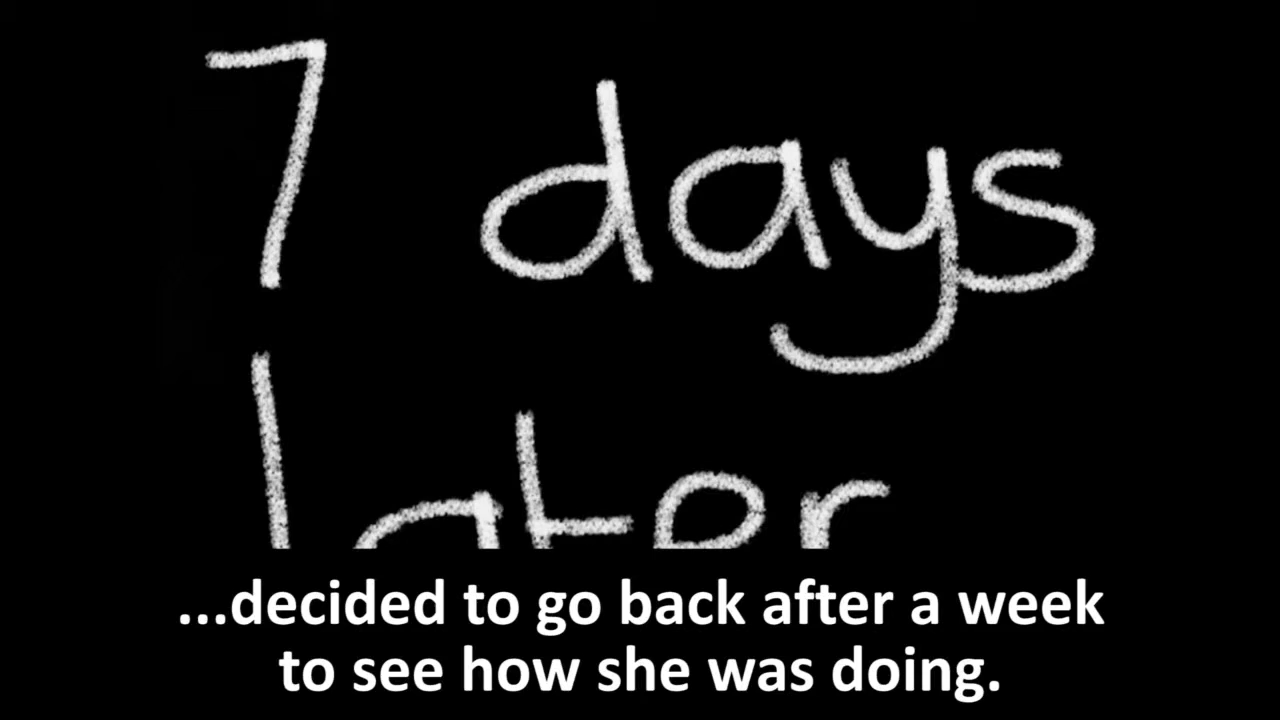 7 days
later
...decided to go back after a week
to see how she was doing.